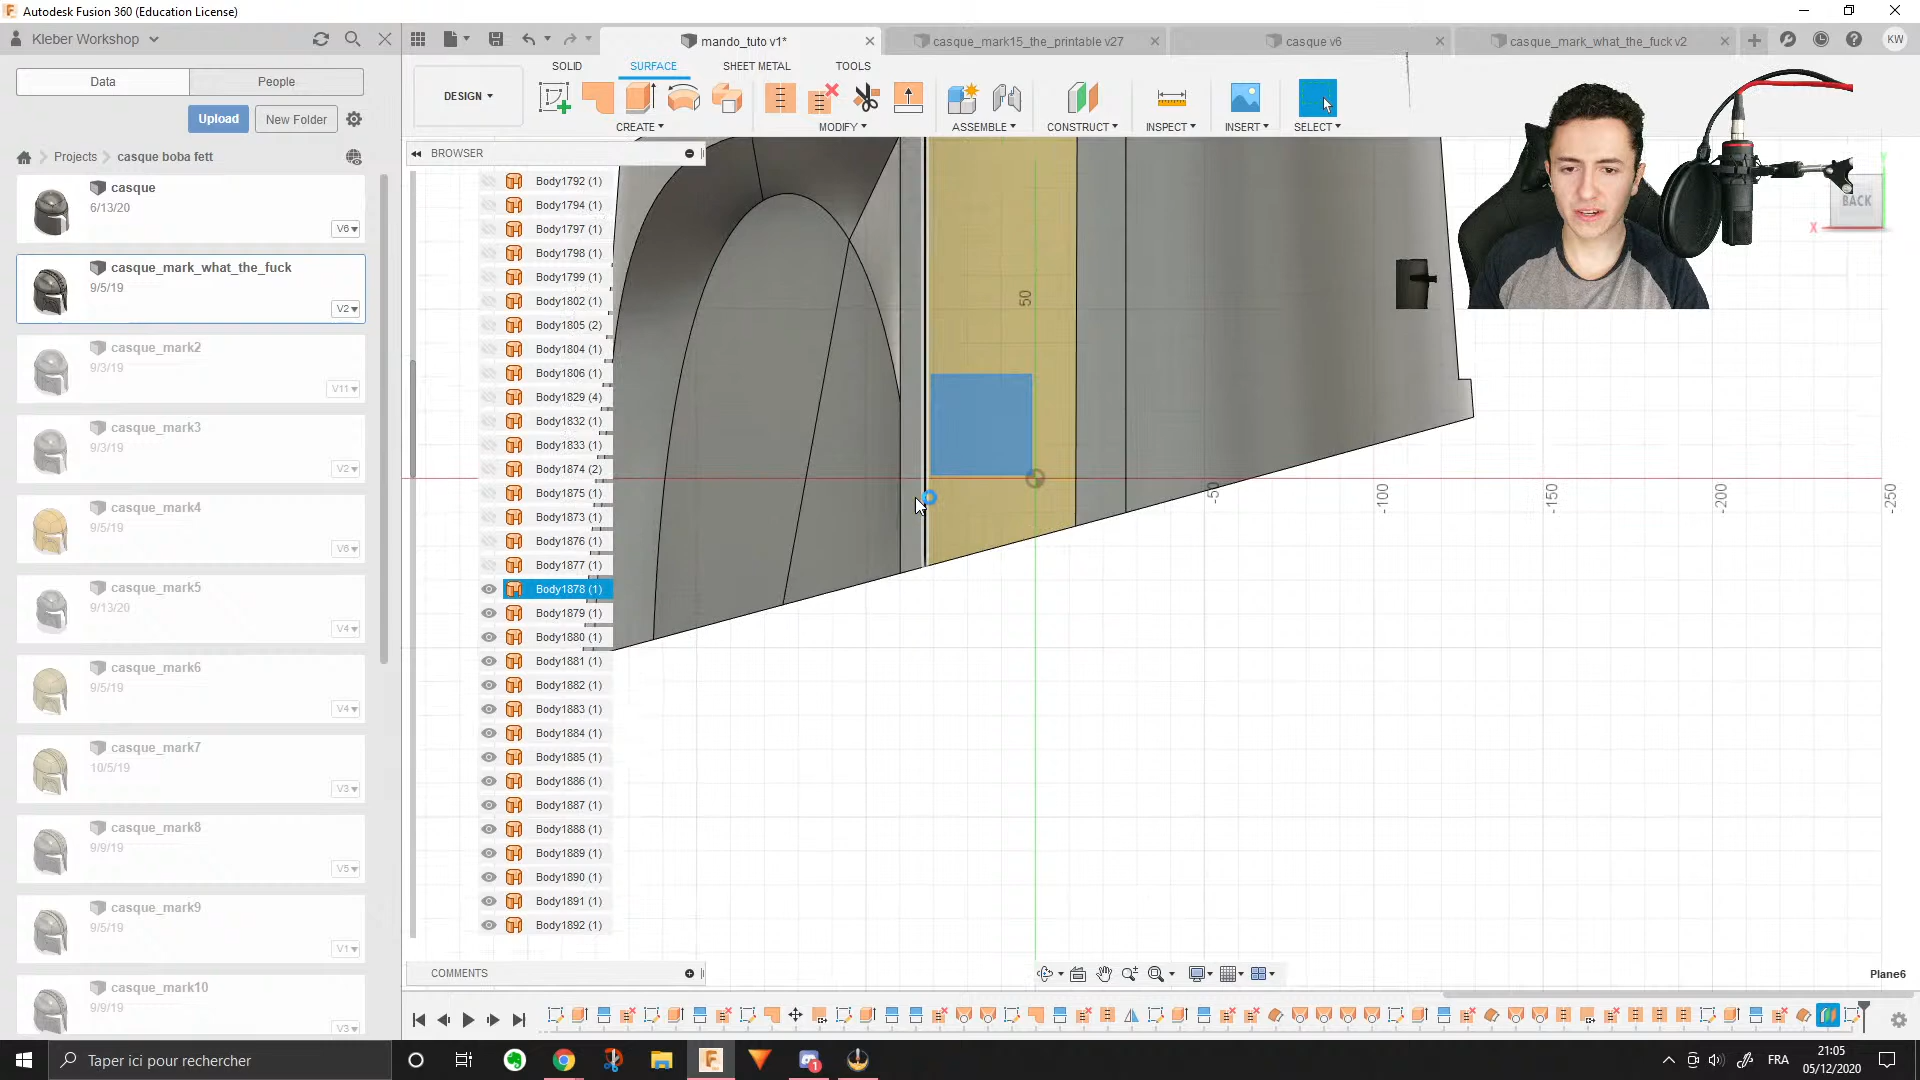 Autodesk Fusion 360 (Education License)
Kleber Workshop
Data
People
Upload
New Folder
Projects
casque boba fett
casque
6/13/20
V6
casque_mark_what_the_fuck
9/5/19
V2
casque_mark2
9/3/19
V11
casque_mark3
9/3/19
V2
casque_mark4
9/5/19
V6
casque_mark5
9/13/20
V4
casque_mark6
9/5/19
V4
casque_mark7
10/5/19
V3
casque_mark8
9/9/19
V5
casque_mark9
9/5/19
V1
casque_mark10
9/9/19
V3
mando_tuto v1*
casque_mark15_the_printable v27
casque v6
casque_mark_what_the_fuck v2
KW
SOLID
SURFACE
SHEET METAL
TOOLS
DESIGN
CREATE
MODIFY
ASSEMBLE
CONSTRUCT
INSPECT
INSERT
SELECT
BROWSER
Body1792 (1)
Body1794 (1)
Body1797 (1)
Body1798 (1)
Body1799 (1)
Body1802 (1)
Body1805 (2)
Body1804 (1)
Body1806 (1)
Body1829 (4)
Body1832 (1)
Body1833 (1)
Body1874 (2)
Body1875 (1)
Body1873 (1)
Body1876 (1)
Body1877 (1)
Body1878 (1)
Body1879 (1)
Body1880 (1)
Body1881 (1)
Body1882 (1)
Body1883 (1)
Body1884 (1)
Body1885 (1)
Body1886 (1)
Body1887 (1)
Body1888 (1)
Body1889 (1)
Body1890 (1)
Body1891 (1)
Body1892 (1)
50
-50
-100
-150
-200
-250
BACK
X
COMMENTS
Plane6
Taper ici pour rechercher
FRA
21:05
05/12/2020